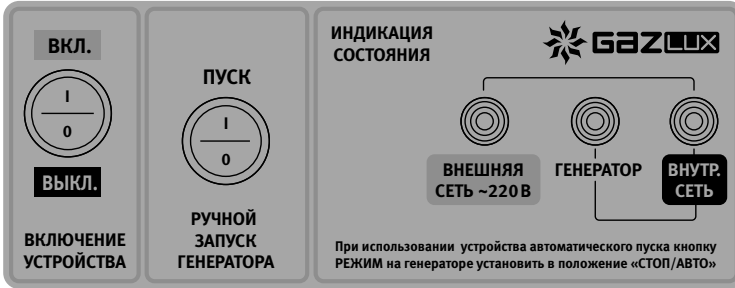 ВКЛ.
I
0
ВЫКЛ.
ВКЛЮЧЕНИЕ
УСТРОЙСТВА
ПУСК
I
0
РУЧНОЙ
ЗАПУСК
ГЕНЕРАТОРА
ИНДИКАЦИЯ
СОСТОЯНИЯ
GAZLUX
ВНЕШНЯЯ
СЕТЬ ~220 В
ГЕНЕРАТОР
ВНУТР.
СЕТЬ
При использовании устройства автоматического пуска кнопку
РЕЖИМ на генераторе установить в положение «СТОП/АВТО»